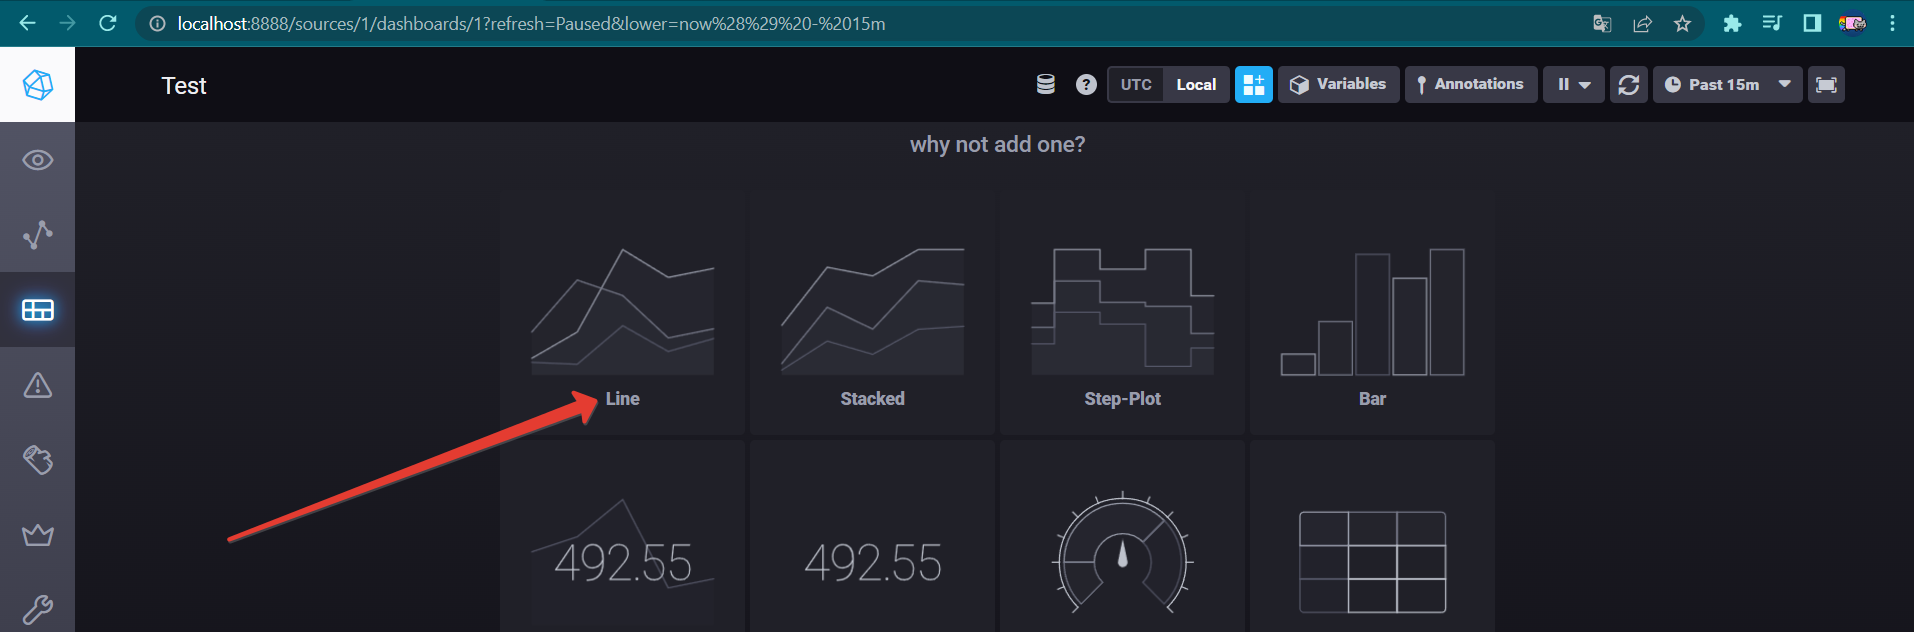 localhost:8888/sources/1/dashboards/1?refresh=Paused&lower=now%28%29%20-%2015m
Test
UTC Local Variables Annotations Past 15m
why not add one?
Line Stacked Step-Plot Bar
492.55 492.55